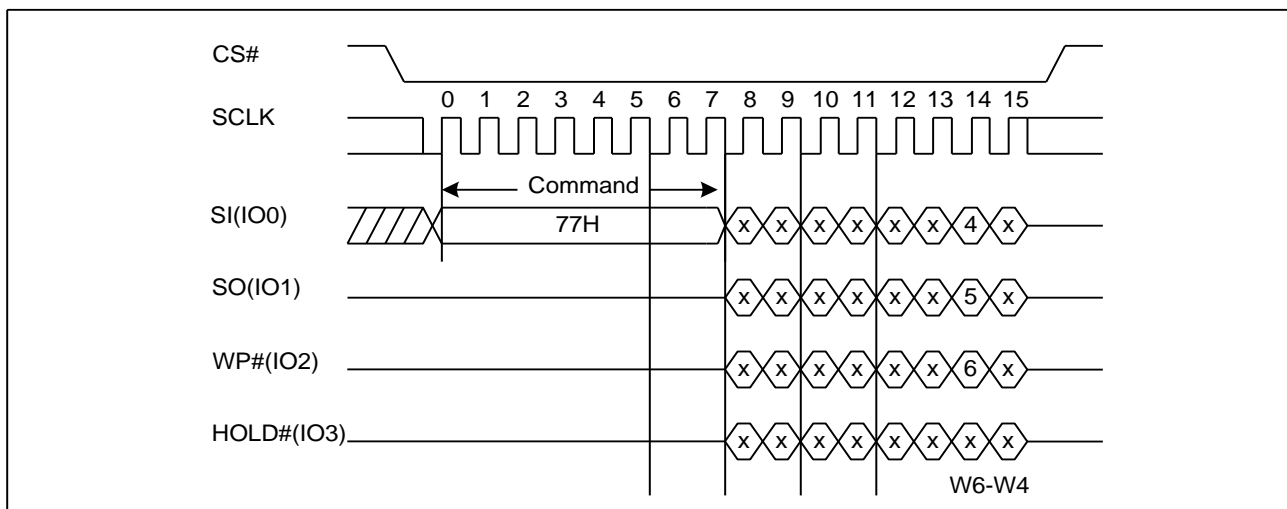 CS#
0 1 2 3 4 5 6 7 8 9 10 11 12 13 14 15
SCLK
Command
SI(IO0)
77H x x x x x x 4 x
SO(IO1)
x x x x x x 5 x
WP#(IO2)
x x x x x x 6 x
HOLD#(IO3)
x x x x x x x x
W6-W4